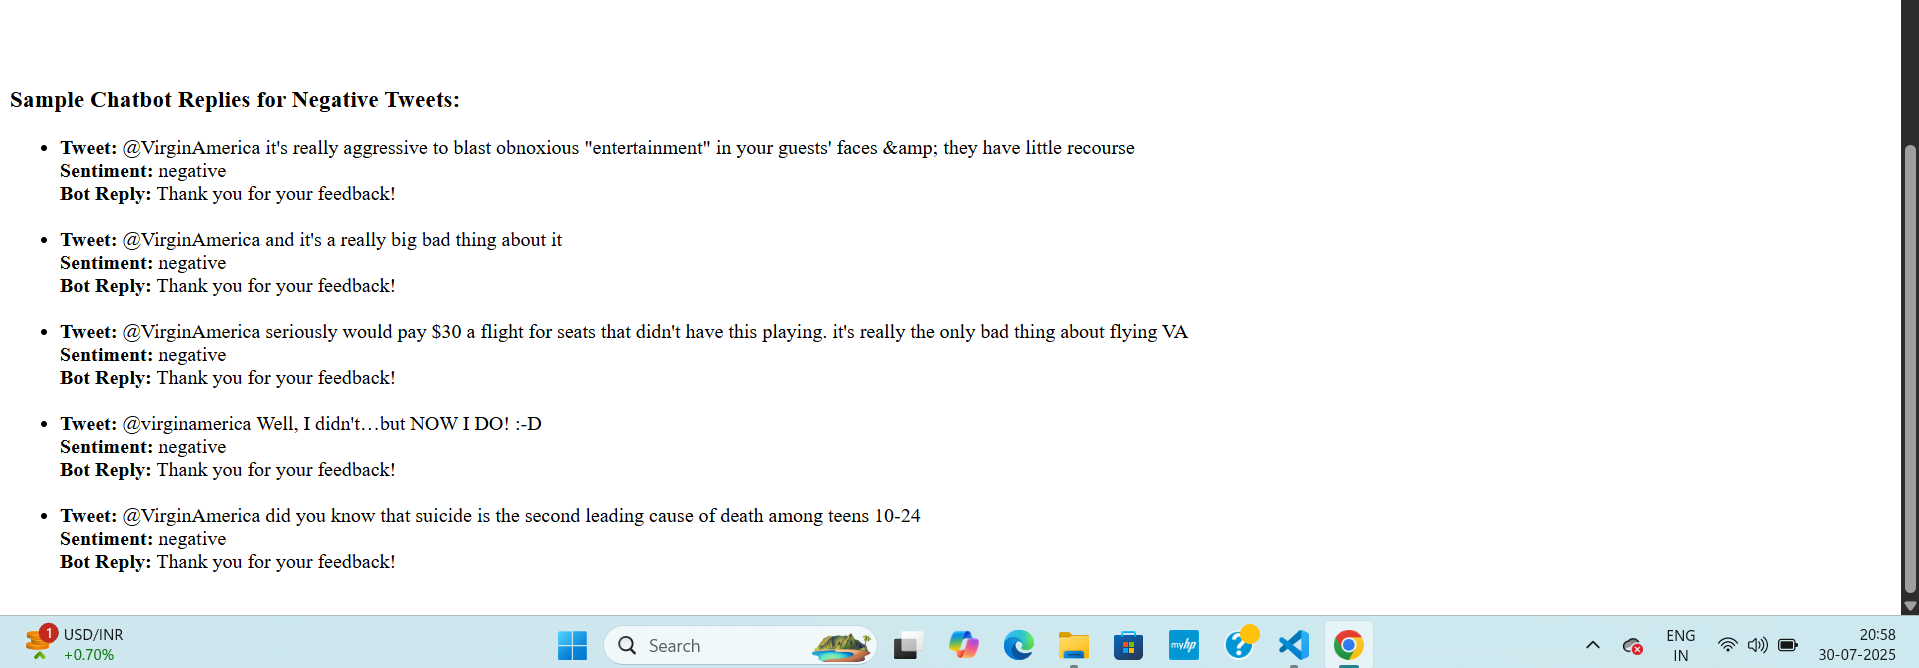 Sample Chatbot Replies for Negative Tweets:
• Tweet: @VirginAmerica it's really aggressive to blast obnoxious "entertainment" in your guests' faces &amp; they have little recourse
Sentiment: negative
Bot Reply: Thank you for your feedback!
• Tweet: @VirginAmerica and it's a really big bad thing about it
Sentiment: negative
Bot Reply: Thank you for your feedback!
• Tweet: @VirginAmerica seriously would pay $30 a flight for seats that didn't have this playing. it's really the only bad thing about flying VA
Sentiment: negative
Bot Reply: Thank you for your feedback!
• Tweet: @virginamerica Well, I didn't…but NOW I DO! :-D
Sentiment: negative
Bot Reply: Thank you for your feedback!
• Tweet: @VirginAmerica did you know that suicide is the second leading cause of death among teens 10-24
Sentiment: negative
Bot Reply: Thank you for your feedback!
1 USD/INR
+0.70%
Search
myhp
?
ENG
IN
20:58
30-07-2025